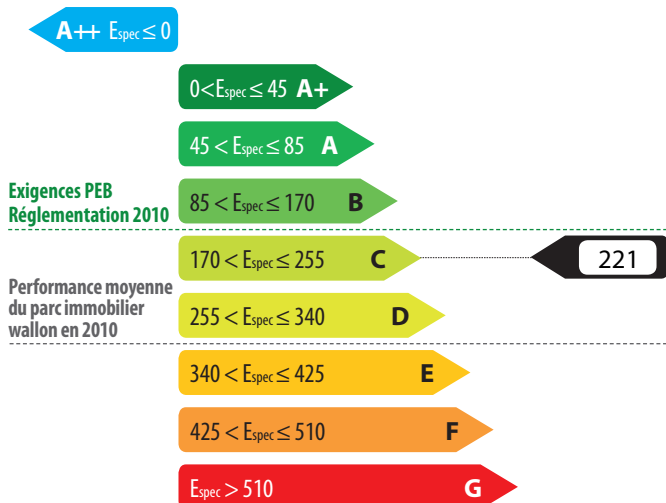 A++ Espec ≤ 0
0<Espec ≤ 45 A+
45 < Espec ≤ 85 A
Exigences PEB
Réglementation 2010
85 < Espec ≤ 170 B
170 < Espec ≤ 255 C
221
Performance moyenne
du parc immobilier
wallon en 2010
255 < Espec ≤ 340 D
340 < Espec ≤ 425 E
425 < Espec ≤ 510 F
Espec > 510 G